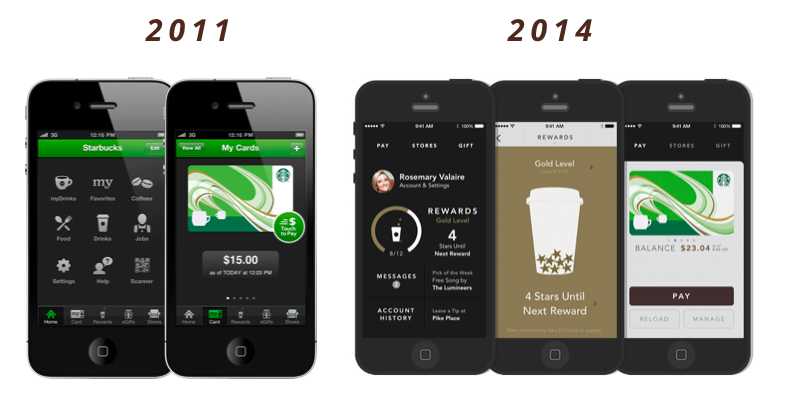 2011
2014
3G 12:16 PM
Starbucks
Edit
myDrinks
my
Favorites
Coffees
Food
Drinks
Jobs
Settings
Help
Scanner
Home
Card
Rewards
eGifts
Stores
3G 12:16 PM
View All
My Cards
+
$
Touch
to Pay
$15.00
as of TODAY at 12:03 PM
Home
Card
Rewards
eGifts
Stores
9:41 AM 100%
PAY STORES GIFT
Rosemary Valaire
Account & Settings
8/12
REWARDS
Gold Level
4
Stars Until
Next Reward
MESSAGES
2
Pick of the Week
Free Song by
The Lumineers
ACCOUNT
HISTORY
Leave a Tip at
Pike Place
9:41 AM
REWARDS
Gold Level
4 Stars Until
Next Reward
9:41 AM 100%
PAY STORES GIFT
BALANCE $23.04
PAY
RELOAD MANAGE